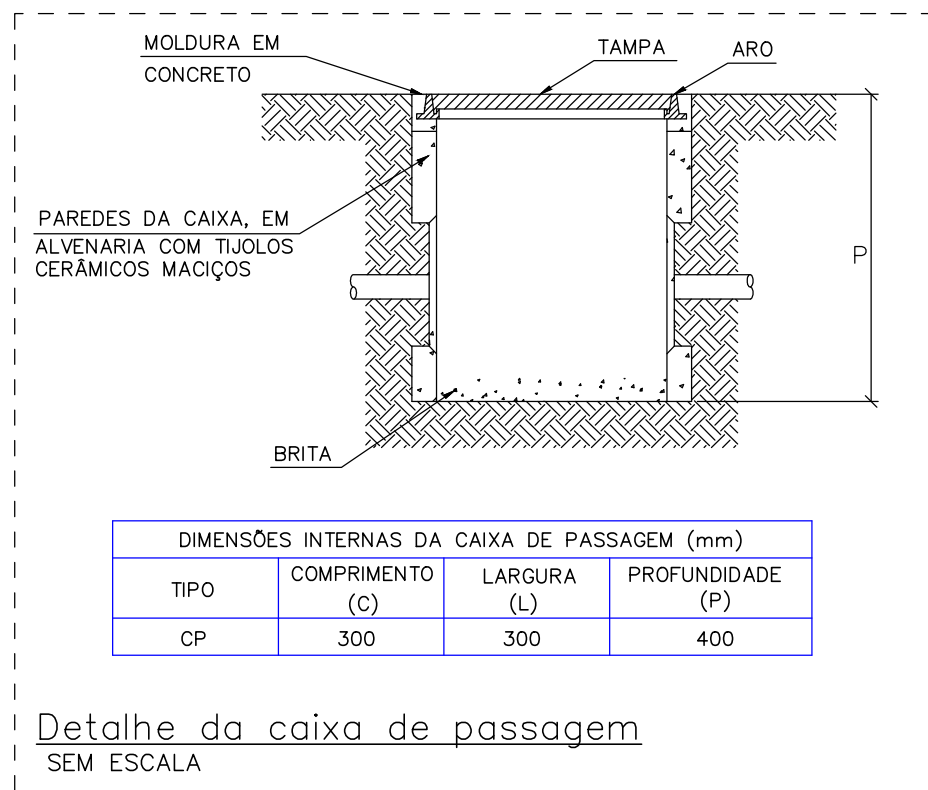 MOLDURA EM
CONCRETO
TAMPA
ARO
PAREDES DA CAIXA, EM
ALVENARIA COM TIJOLOS
CERÂMICOS MACIÇOS
P
BRITA
DIMENSÕES INTERNAS DA CAIXA DE PASSAGEM (mm)
TIPO
COMPRIMENTO
(C)
LARGURA
(L)
PROFUNDIDADE
(P)
CP 300 300 400
Detalhe da caixa de passagem
SEM ESCALA